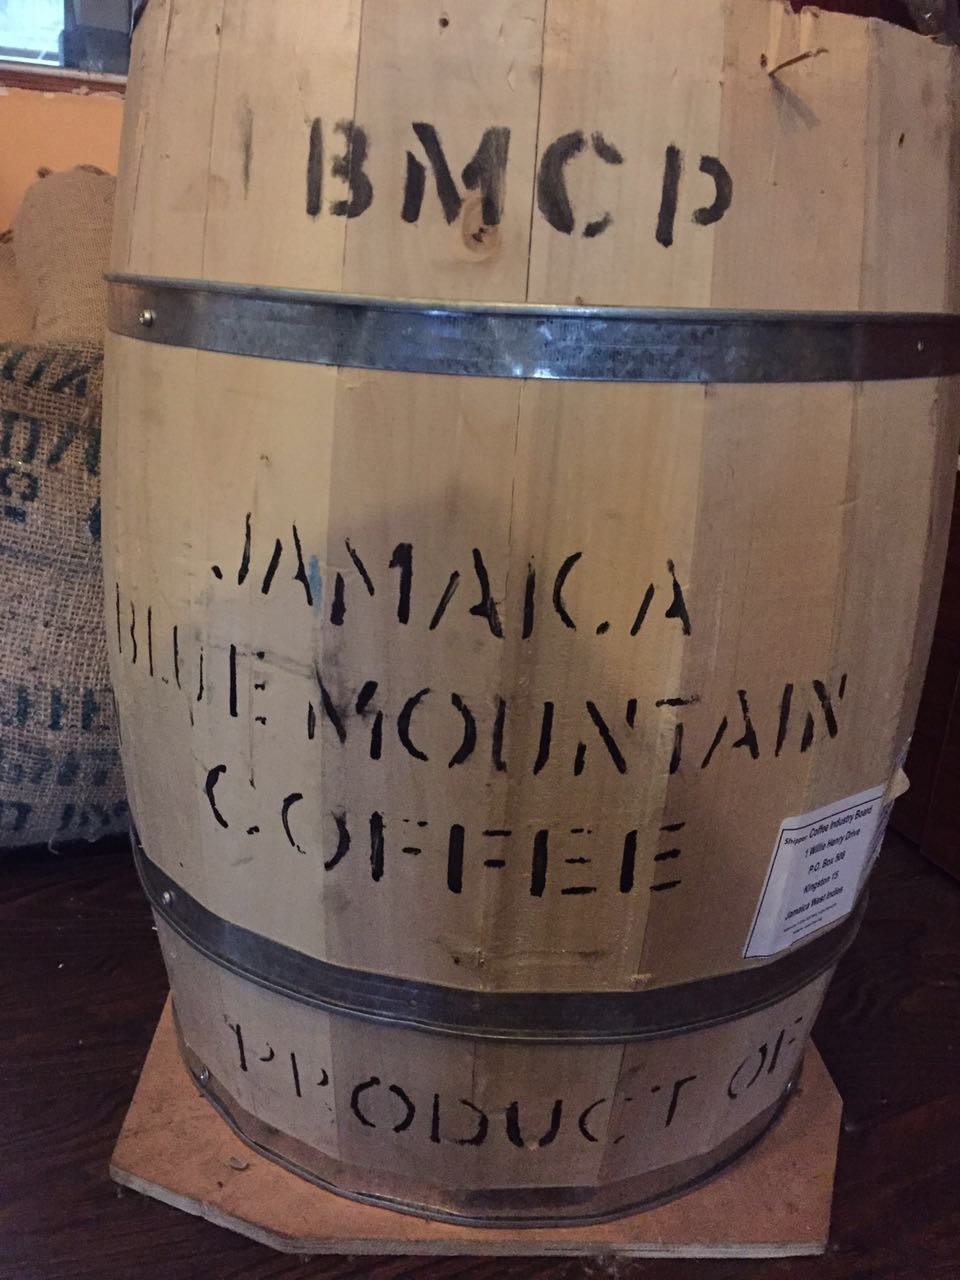 BMCP
JAMAICA
BLUE MOUNTAIN
COFFEE
Shipper: Coffee Industry Board
1 Willie Henry Drive
P.O. Box 508
Kingston 15
Jamaica West Indies
PRODUCT OF